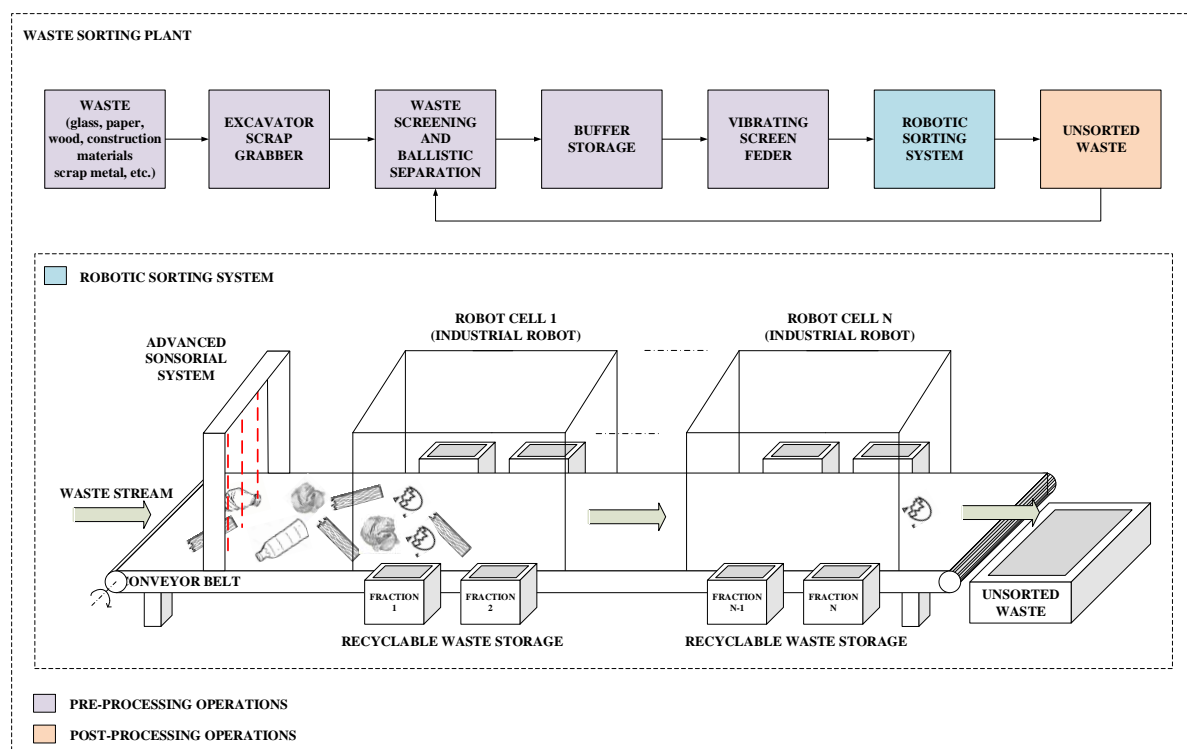 WASTE SORTING PLANT
WASTE
(glass, paper,
wood, construction
materials
scrap metal, etc.)
EXCAVATOR
SCRAP
GRABBER
WASTE
SCREENING
AND
BALLISTIC
SEPARATION
BUFFER
STORAGE
VIBRATING
SCREEN
FEDER
ROBOTIC
SORTING
SYSTEM
UNSORTED
WASTE
ROBOTIC SORTING SYSTEM
ADVANCED
SONSORIAL
SYSTEM
ROBOT CELL 1
(INDUSTRIAL ROBOT)
ROBOT CELL N
(INDUSTRIAL ROBOT)
WASTE STREAM
CONVEYOR BELT
FRACTION
1
FRACTION
2
FRACTION
N-1
FRACTION
N
UNSORTED
WASTE
RECYCLABLE WASTE STORAGE
RECYCLABLE WASTE STORAGE
PRE-PROCESSING OPERATIONS
POST-PROCESSING OPERATIONS